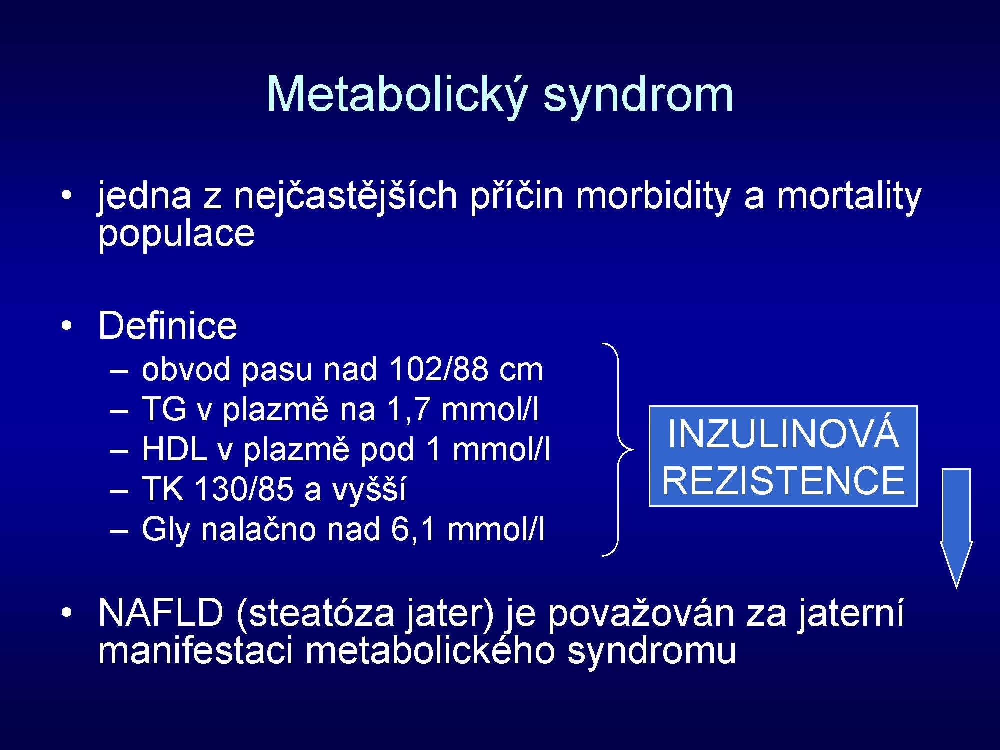 Metabolický syndrom
• jedna z nejčastějších příčin morbidity a mortality
populace
• Definice
– obvod pasu nad 102/88 cm
– TG v plazmě na 1,7 mmol/l
– HDL v plazmě pod 1 mmol/l
– TK 130/85 a vyšší
– Gly nalačno nad 6,1 mmol/l
INZULINOVÁ
REZISTENCE
• NAFLD (steatóza jater) je považován za jaterní
manifestaci metabolického syndromu